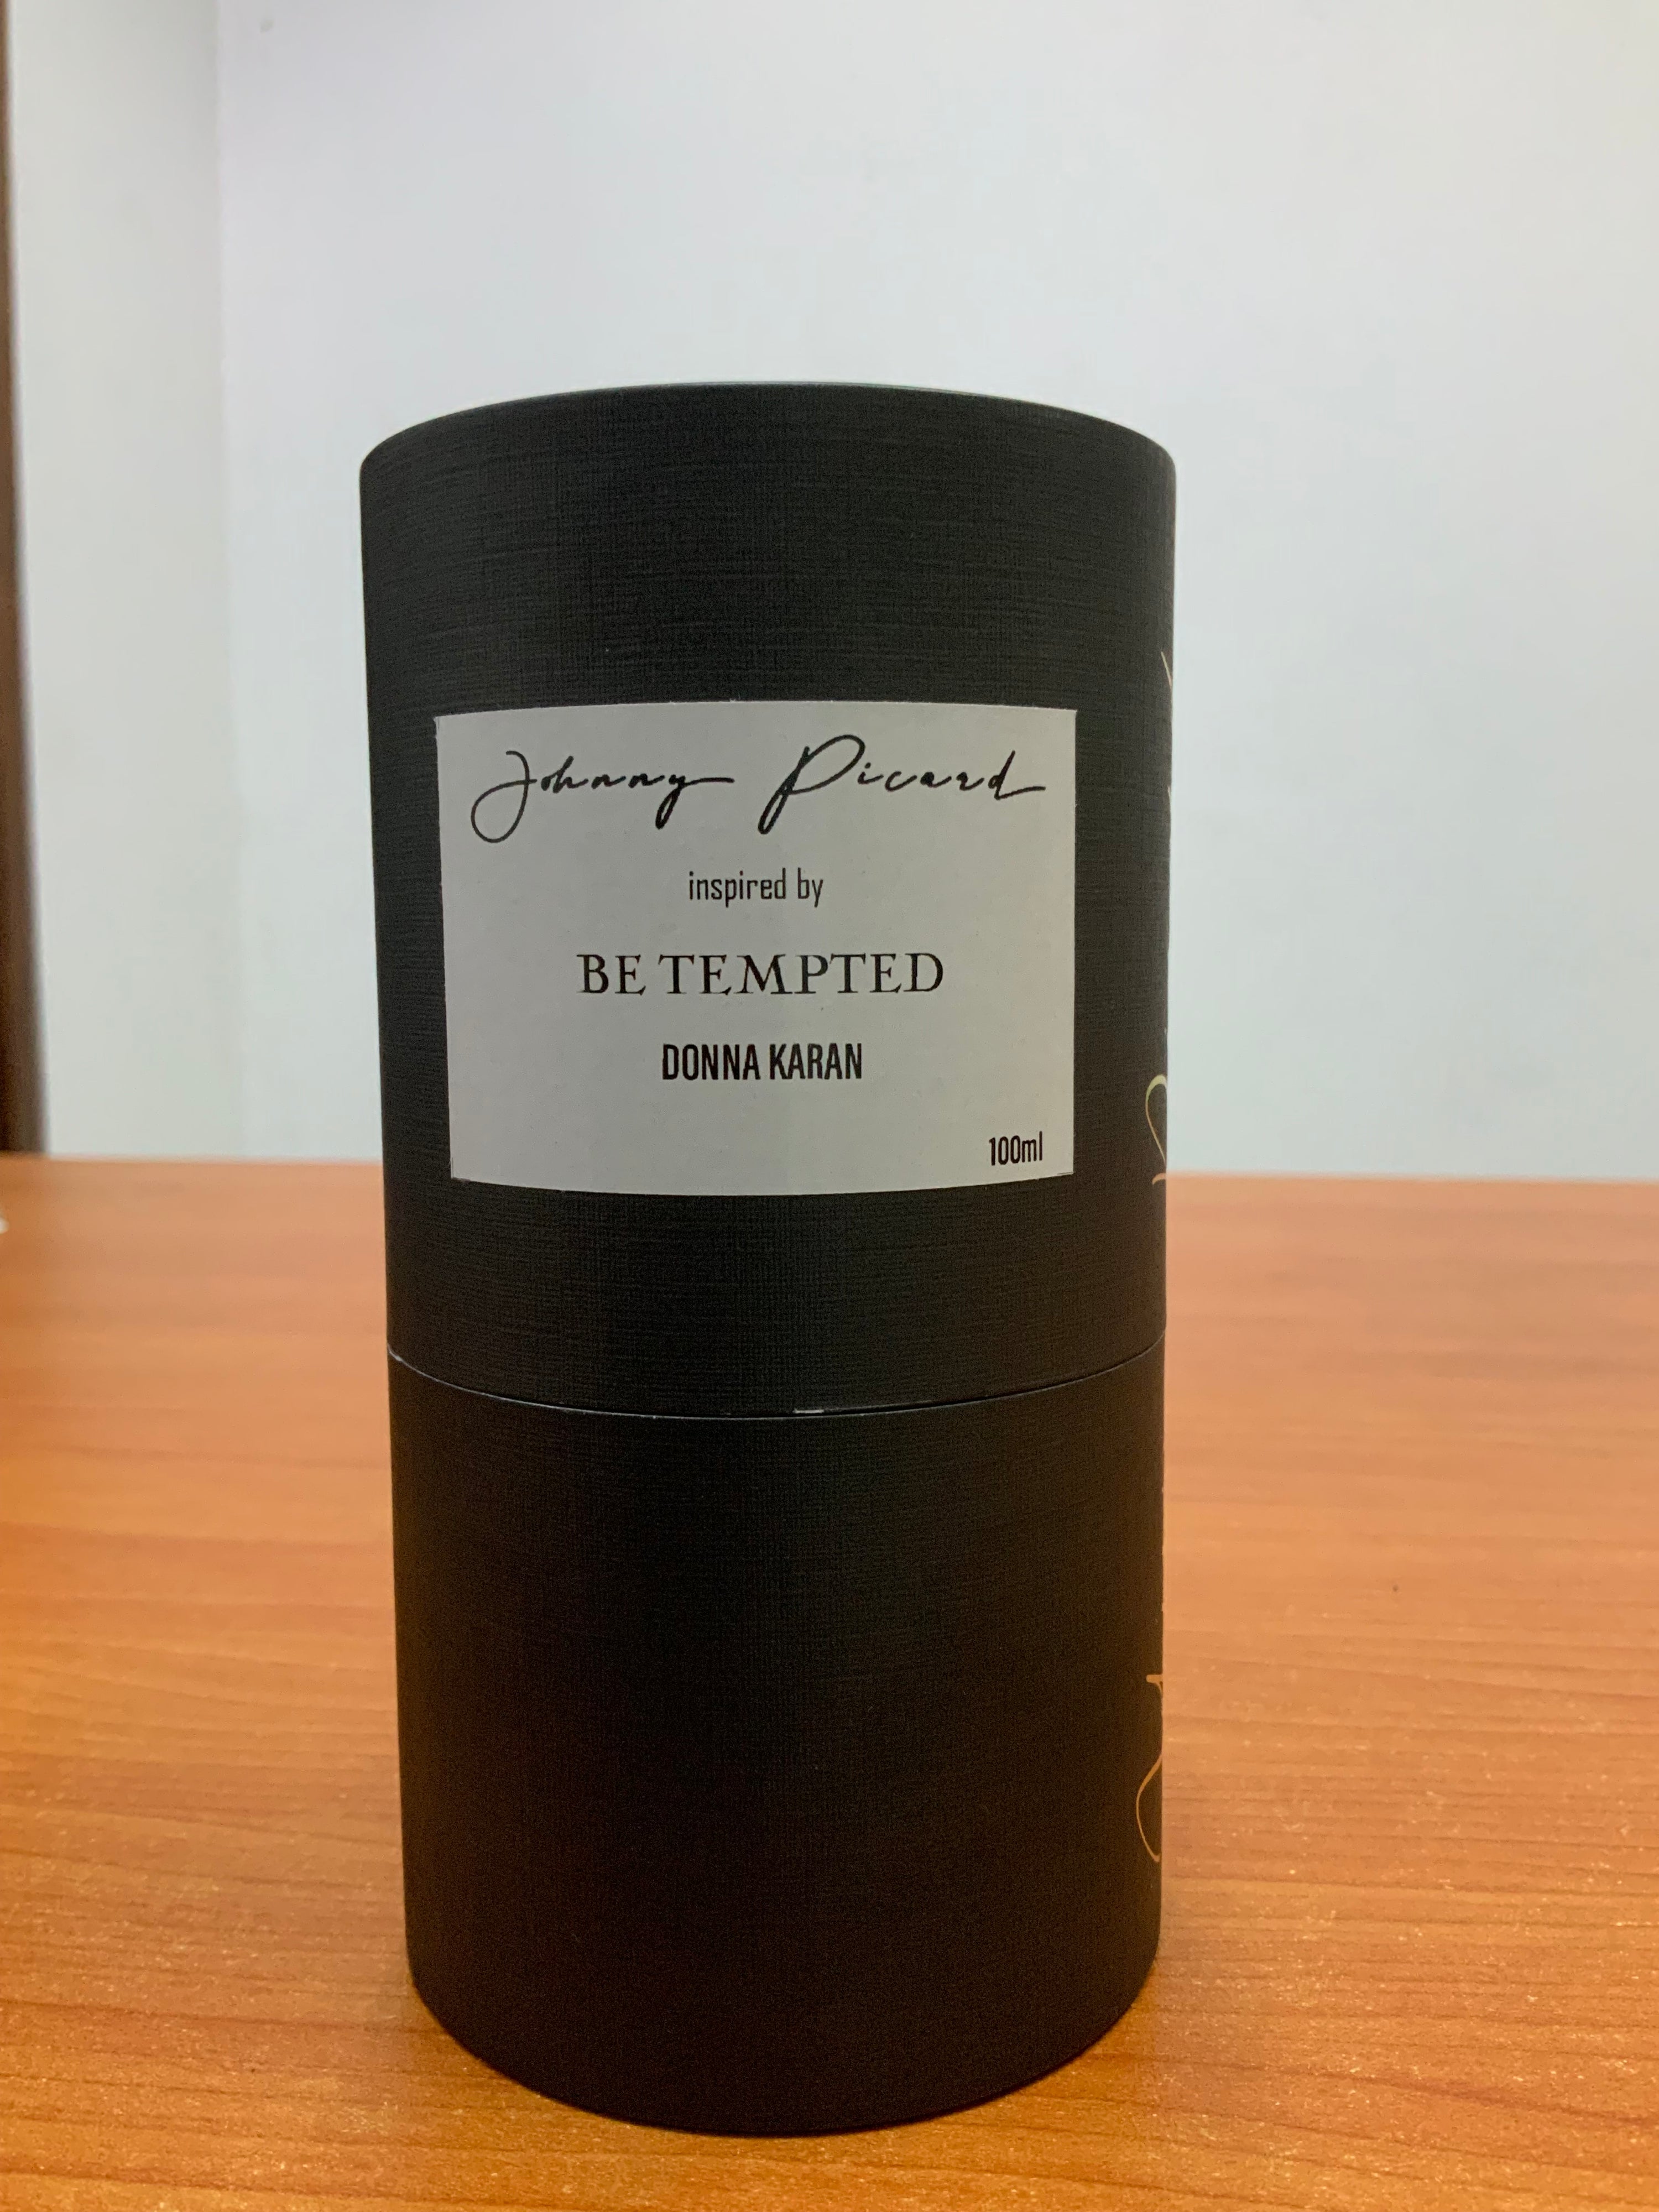 Johnny Picard
inspired by
BE TEMPTED
DONNA KARAN
100ml